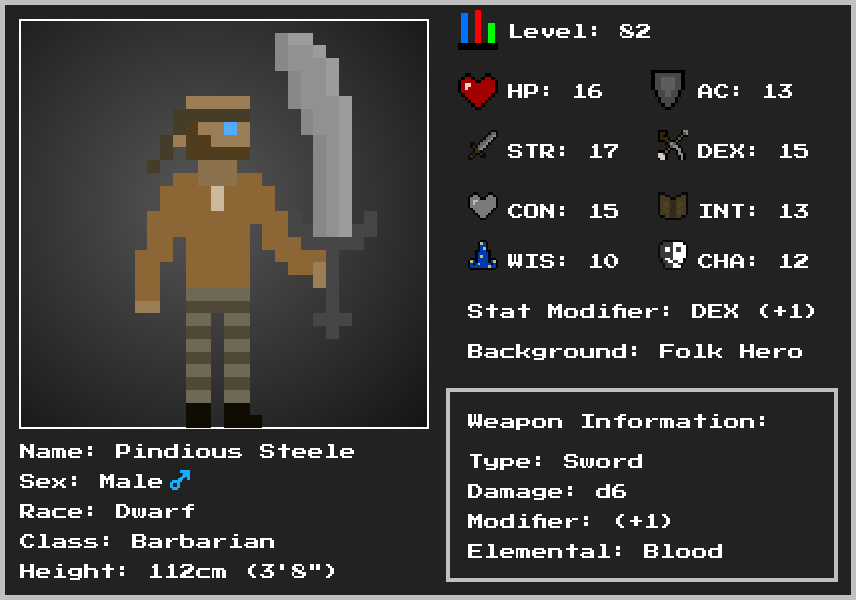 Level: 82
HP: 16 AC: 13
STR: 17 DEX: 15
CON: 15 INT: 13
WIS: 10 CHA: 12
Stat Modifier: DEX (+1)
Background: Folk Hero
Weapon Information:
Type: Sword
Damage: d6
Modifier: (+1)
Elemental: Blood
Name: Pindious Steele
Sex: Male♂
Race: Dwarf
Class: Barbarian
Height: 112cm (3'8")